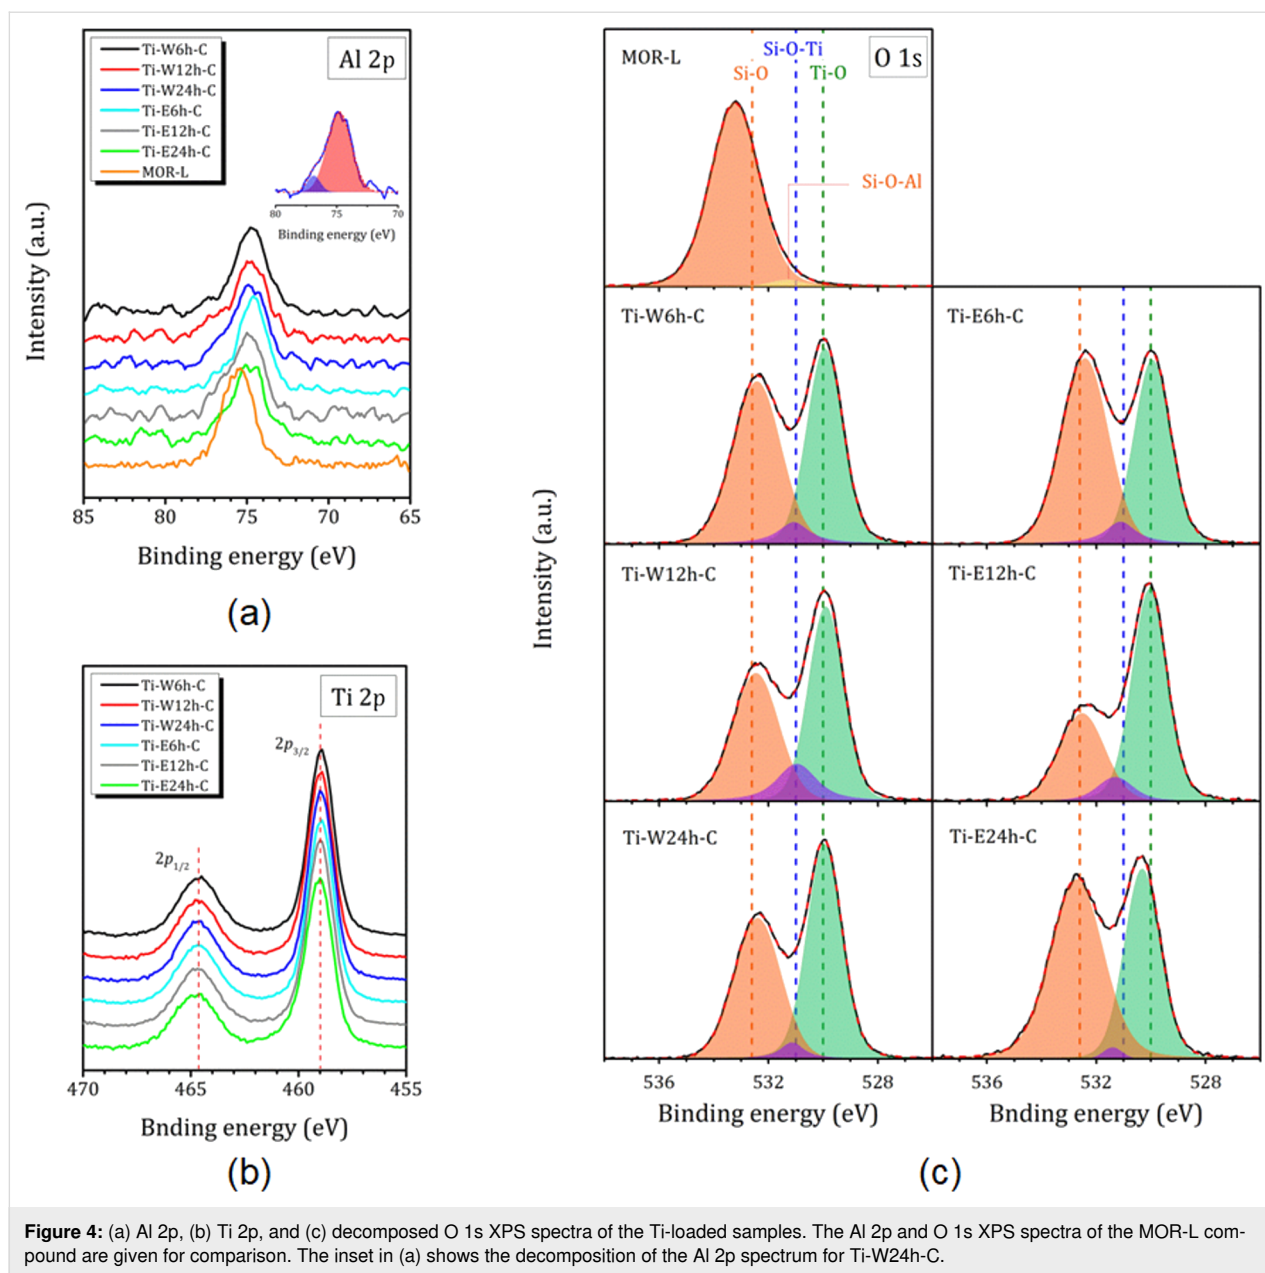 Ti-W6h-C
Ti-W12h-C
Ti-W24h-C
Ti-E6h-C
Ti-E12h-C
Ti-E24h-C
MOR-L
Al 2p
80 75 70
Binding energy (eV)
Intensity (a.u.)
85 80 75 70 65
Binding energy (eV)
(a)
Ti-W6h-C
Ti-W12h-C
Ti-W24h-C
Ti-E6h-C
Ti-E12h-C
Ti-E24h-C
Ti 2p
2p3/2
2p1/2
470 465 460 455
Bnding energy (eV)
(b)
MOR-L
Si-O-Ti
O 1s
Si-O
Ti-O
Si-O-Al
Ti-W6h-C
Ti-E6h-C
Intensity (a.u.)
Ti-W12h-C
Ti-E12h-C
Ti-W24h-C
Ti-E24h-C
536 532 528
536 532 528
Binding energy (eV)
Bnding energy (eV)
(c)
Figure 4: (a) Al 2p, (b) Ti 2p, and (c) decomposed O 1s XPS spectra of the Ti-loaded samples. The Al 2p and O 1s XPS spectra of the MOR-L com-
pound are given for comparison. The inset in (a) shows the decomposition of the Al 2p spectrum for Ti-W24h-C.